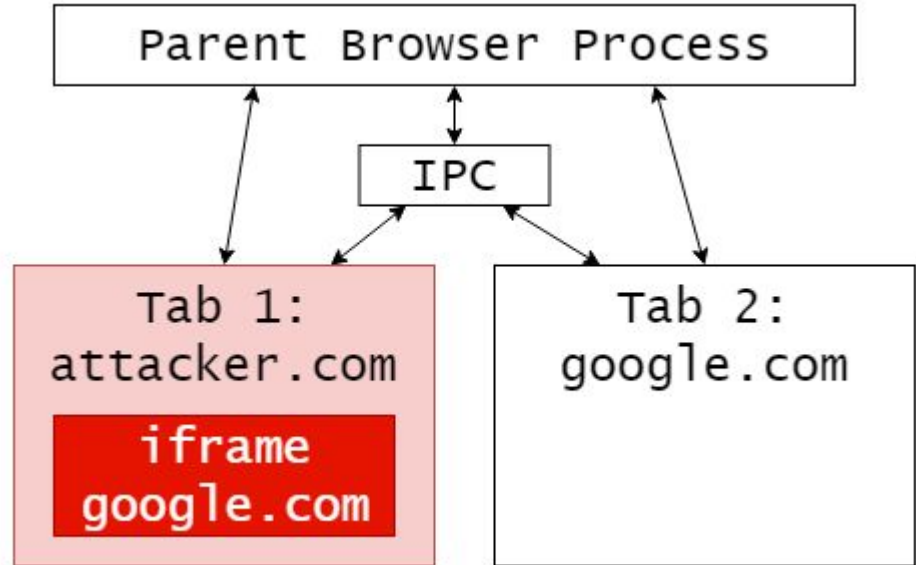 Parent Browser Process
IPC
Tab 1:
attacker.com
iframe
google.com
Tab 2:
google.com